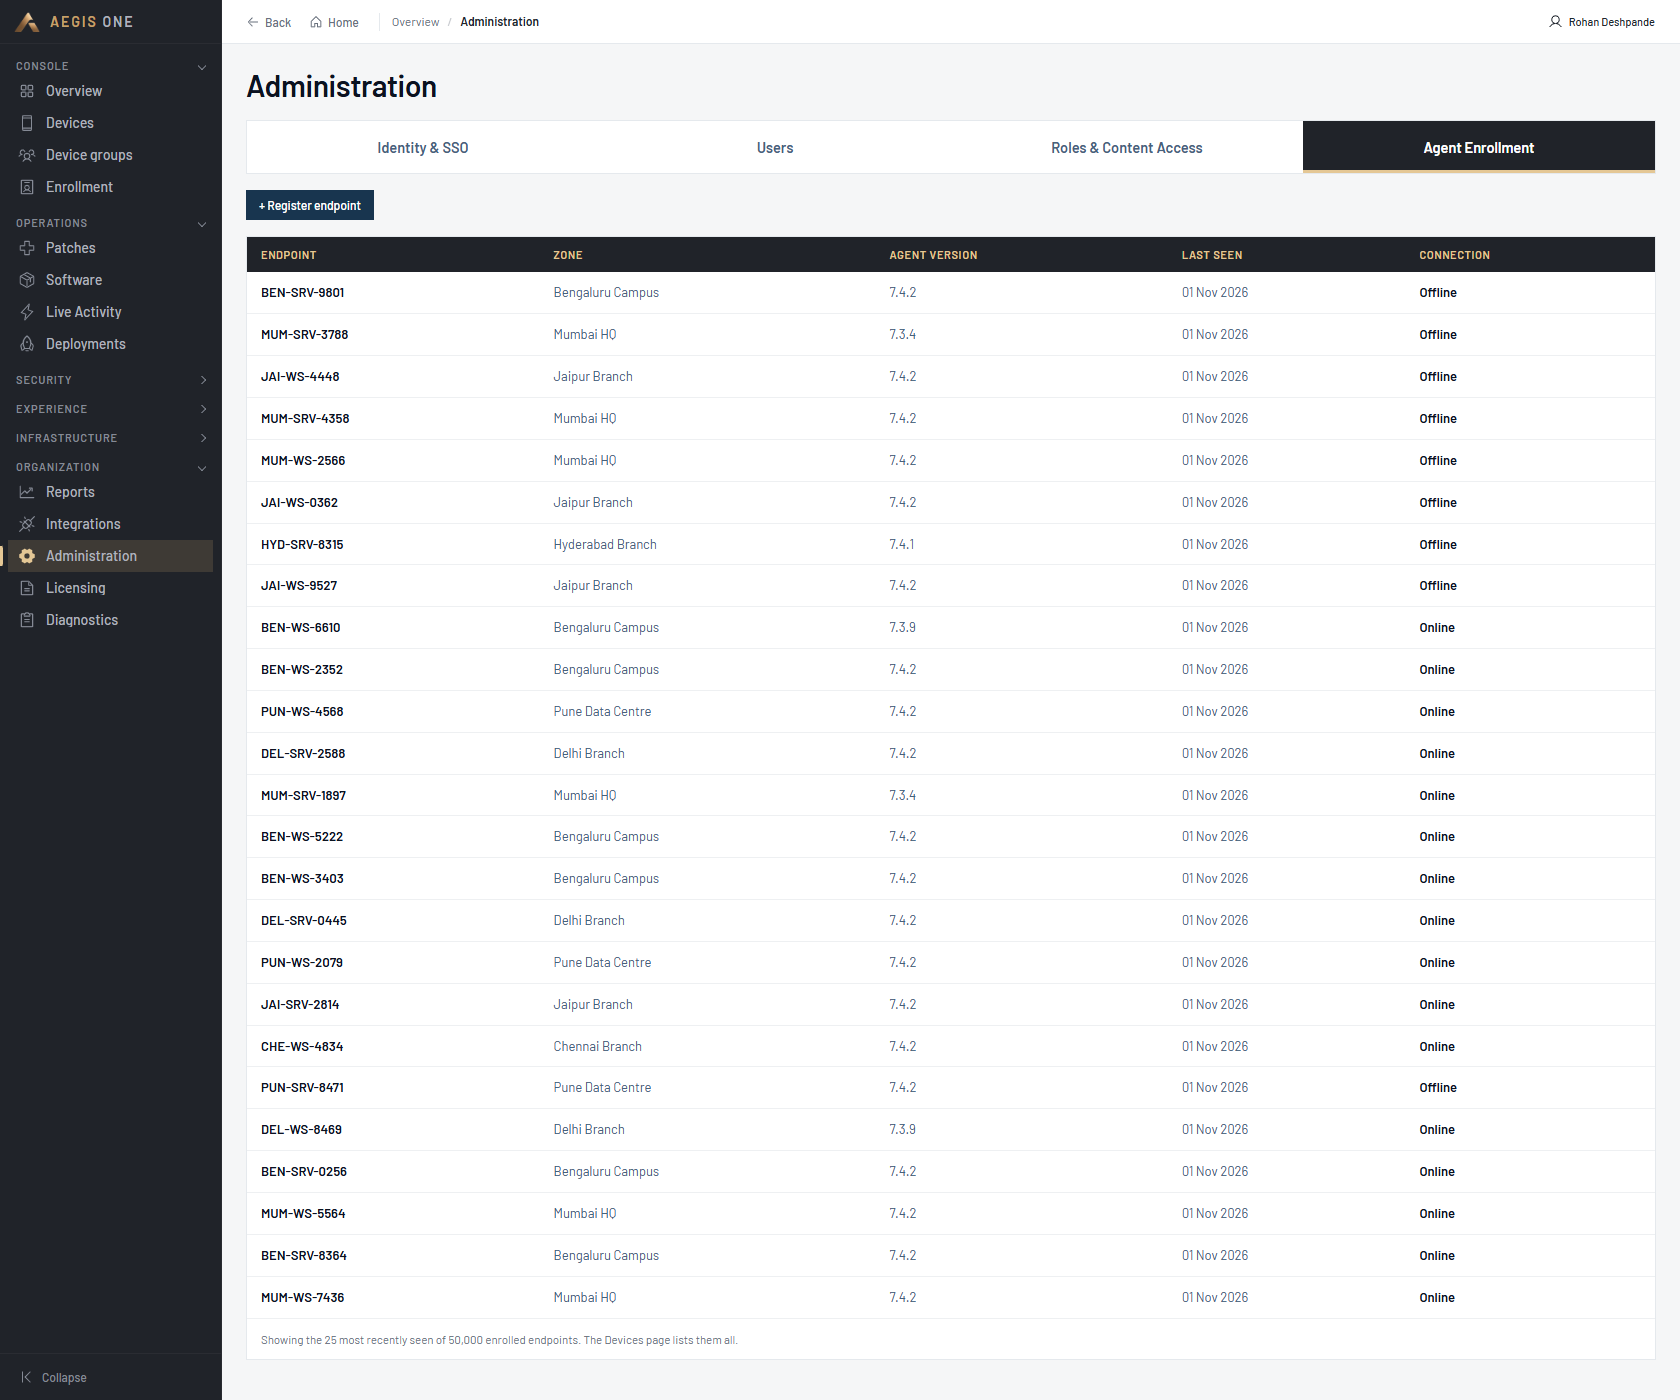 AEGIS ONE
CONSOLE
Overview
Devices
Device groups
Enrollment
OPERATIONS
Patches
Software
Live Activity
Deployments
SECURITY
EXPERIENCE
INFRASTRUCTURE
ORGANIZATION
Reports
Integrations
Administration
Licensing
Diagnostics
Collapse
Back Home Overview / Administration Rohan Deshpande
Administration
Identity & SSO Users Roles & Content Access Agent Enrollment
+ Register endpoint
ENDPOINT ZONE AGENT VERSION LAST SEEN CONNECTION
BEN-SRV-9801 Bengaluru Campus 7.4.2 01 Nov 2026 Offline
MUM-SRV-3788 Mumbai HQ 7.3.4 01 Nov 2026 Offline
JAI-WS-4448 Jaipur Branch 7.4.2 01 Nov 2026 Offline
MUM-SRV-4358 Mumbai HQ 7.4.2 01 Nov 2026 Offline
MUM-WS-2566 Mumbai HQ 7.4.2 01 Nov 2026 Offline
JAI-WS-0362 Jaipur Branch 7.4.2 01 Nov 2026 Offline
HYD-SRV-8315 Hyderabad Branch 7.4.1 01 Nov 2026 Offline
JAI-WS-9527 Jaipur Branch 7.4.2 01 Nov 2026 Offline
BEN-WS-6610 Bengaluru Campus 7.3.9 01 Nov 2026 Online
BEN-WS-2352 Bengaluru Campus 7.4.2 01 Nov 2026 Online
PUN-WS-4568 Pune Data Centre 7.4.2 01 Nov 2026 Online
DEL-SRV-2588 Delhi Branch 7.4.2 01 Nov 2026 Online
MUM-SRV-1897 Mumbai HQ 7.3.4 01 Nov 2026 Online
BEN-WS-5222 Bengaluru Campus 7.4.2 01 Nov 2026 Online
BEN-WS-3403 Bengaluru Campus 7.4.2 01 Nov 2026 Online
DEL-SRV-0445 Delhi Branch 7.4.2 01 Nov 2026 Online
PUN-WS-2079 Pune Data Centre 7.4.2 01 Nov 2026 Online
JAI-SRV-2814 Jaipur Branch 7.4.2 01 Nov 2026 Online
CHE-WS-4834 Chennai Branch 7.4.2 01 Nov 2026 Online
PUN-SRV-8471 Pune Data Centre 7.4.2 01 Nov 2026 Offline
DEL-WS-8469 Delhi Branch 7.3.9 01 Nov 2026 Online
BEN-SRV-0256 Bengaluru Campus 7.4.2 01 Nov 2026 Online
MUM-WS-5564 Mumbai HQ 7.4.2 01 Nov 2026 Online
BEN-SRV-8364 Bengaluru Campus 7.4.2 01 Nov 2026 Online
MUM-WS-7436 Mumbai HQ 7.4.2 01 Nov 2026 Online
Showing the 25 most recently seen of 50,000 enrolled endpoints. The Devices page lists them all.